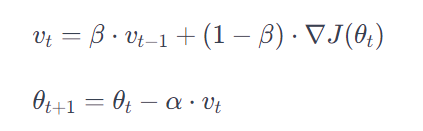 v_t = β · v_{t−1} + (1 − β) · ∇J(θ_t)
θ_{t+1} = θ_t − α · v_t